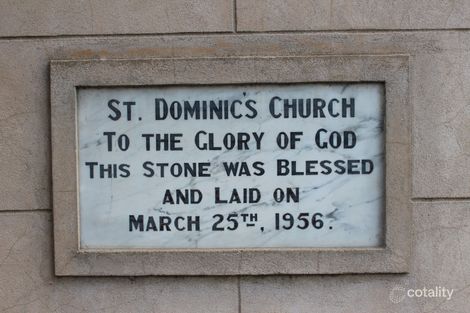 ST. DOMINIC'S CHURCH
TO THE GLORY OF GOD
THIS STONE WAS BLESSED
AND LAID ON
MARCH 25TH, 1956.
cotality